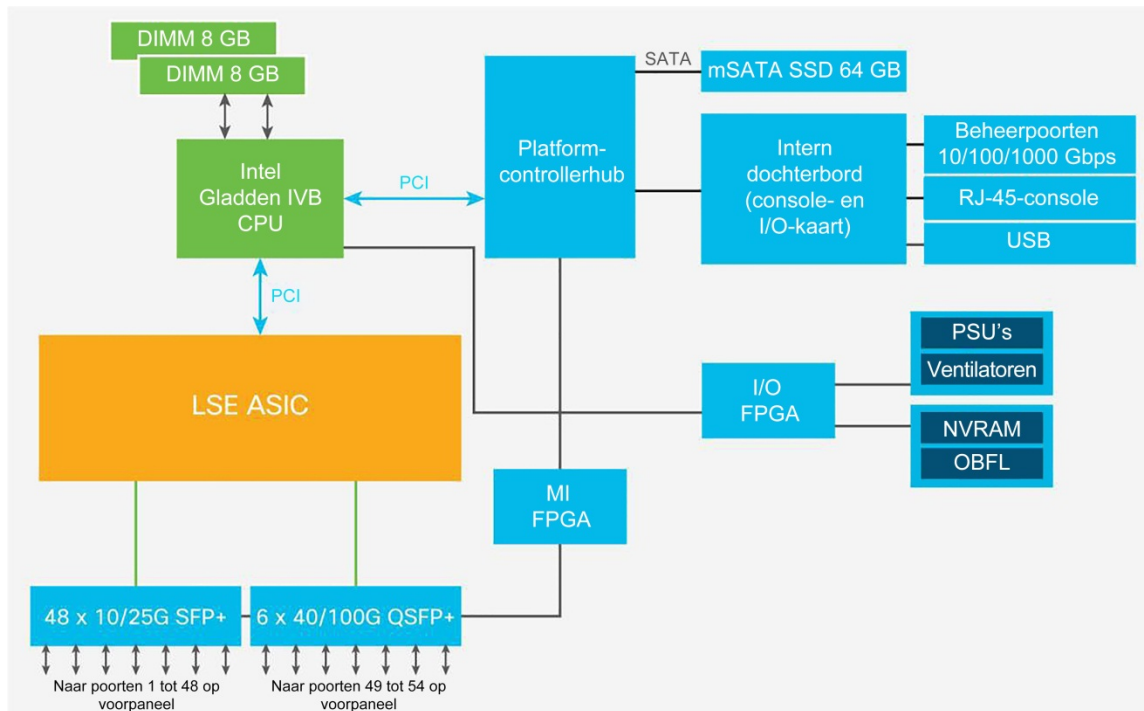 DIMM 8 GB
DIMM 8 GB
Intel
Gladden IVB
CPU
PCI
PCI
Platform-
controllerhub
SATA
mSATA SSD 64 GB
Intern
dochterbord
(console- en
I/O-kaart)
Beheerpoorten
10/100/1000 Gbps
RJ-45-console
USB
LSE ASIC
I/O
FPGA
PSU's
Ventilatoren
NVRAM
OBFL
MI
FPGA
48 x 10/25G SFP+
6 x 40/100G QSFP+
Naar poorten 1 tot 48 op
voorpaneel
Naar poorten 49 tot 54 op
voorpaneel